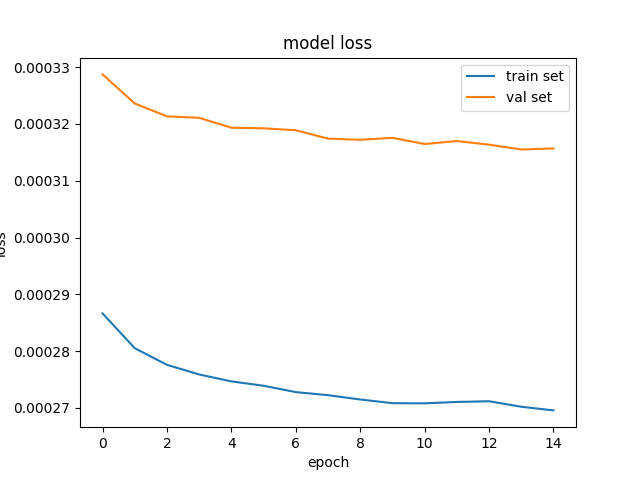 model loss
train set
val set
0.00033
0.00032
0.00031
0.00030
0.00029
0.00028
0.00027
loss
0 2 4 6 8 10 12 14
epoch